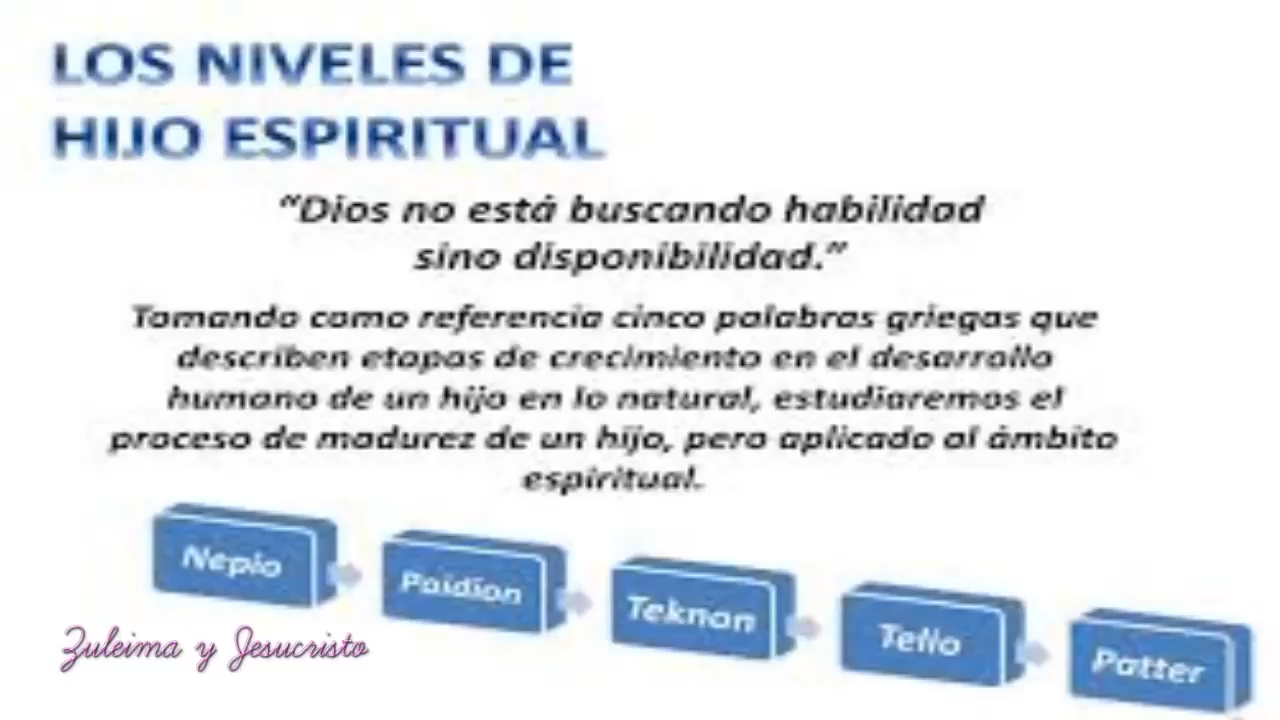 LOS NIVELES DE
HIJO ESPIRITUAL
“Dios no está buscando habilidad
sino disponibilidad.”
Tomando como referencia cinco palabras griegas que
describen etapas de crecimiento en el desarrollo
humano de un hijo en lo natural, estudiaremos el
proceso de madurez de un hijo, pero aplicado al ámbito
espiritual.
Nepio
Paidion
Teknon
Tello
Patter
Zuleima y Jesucristo